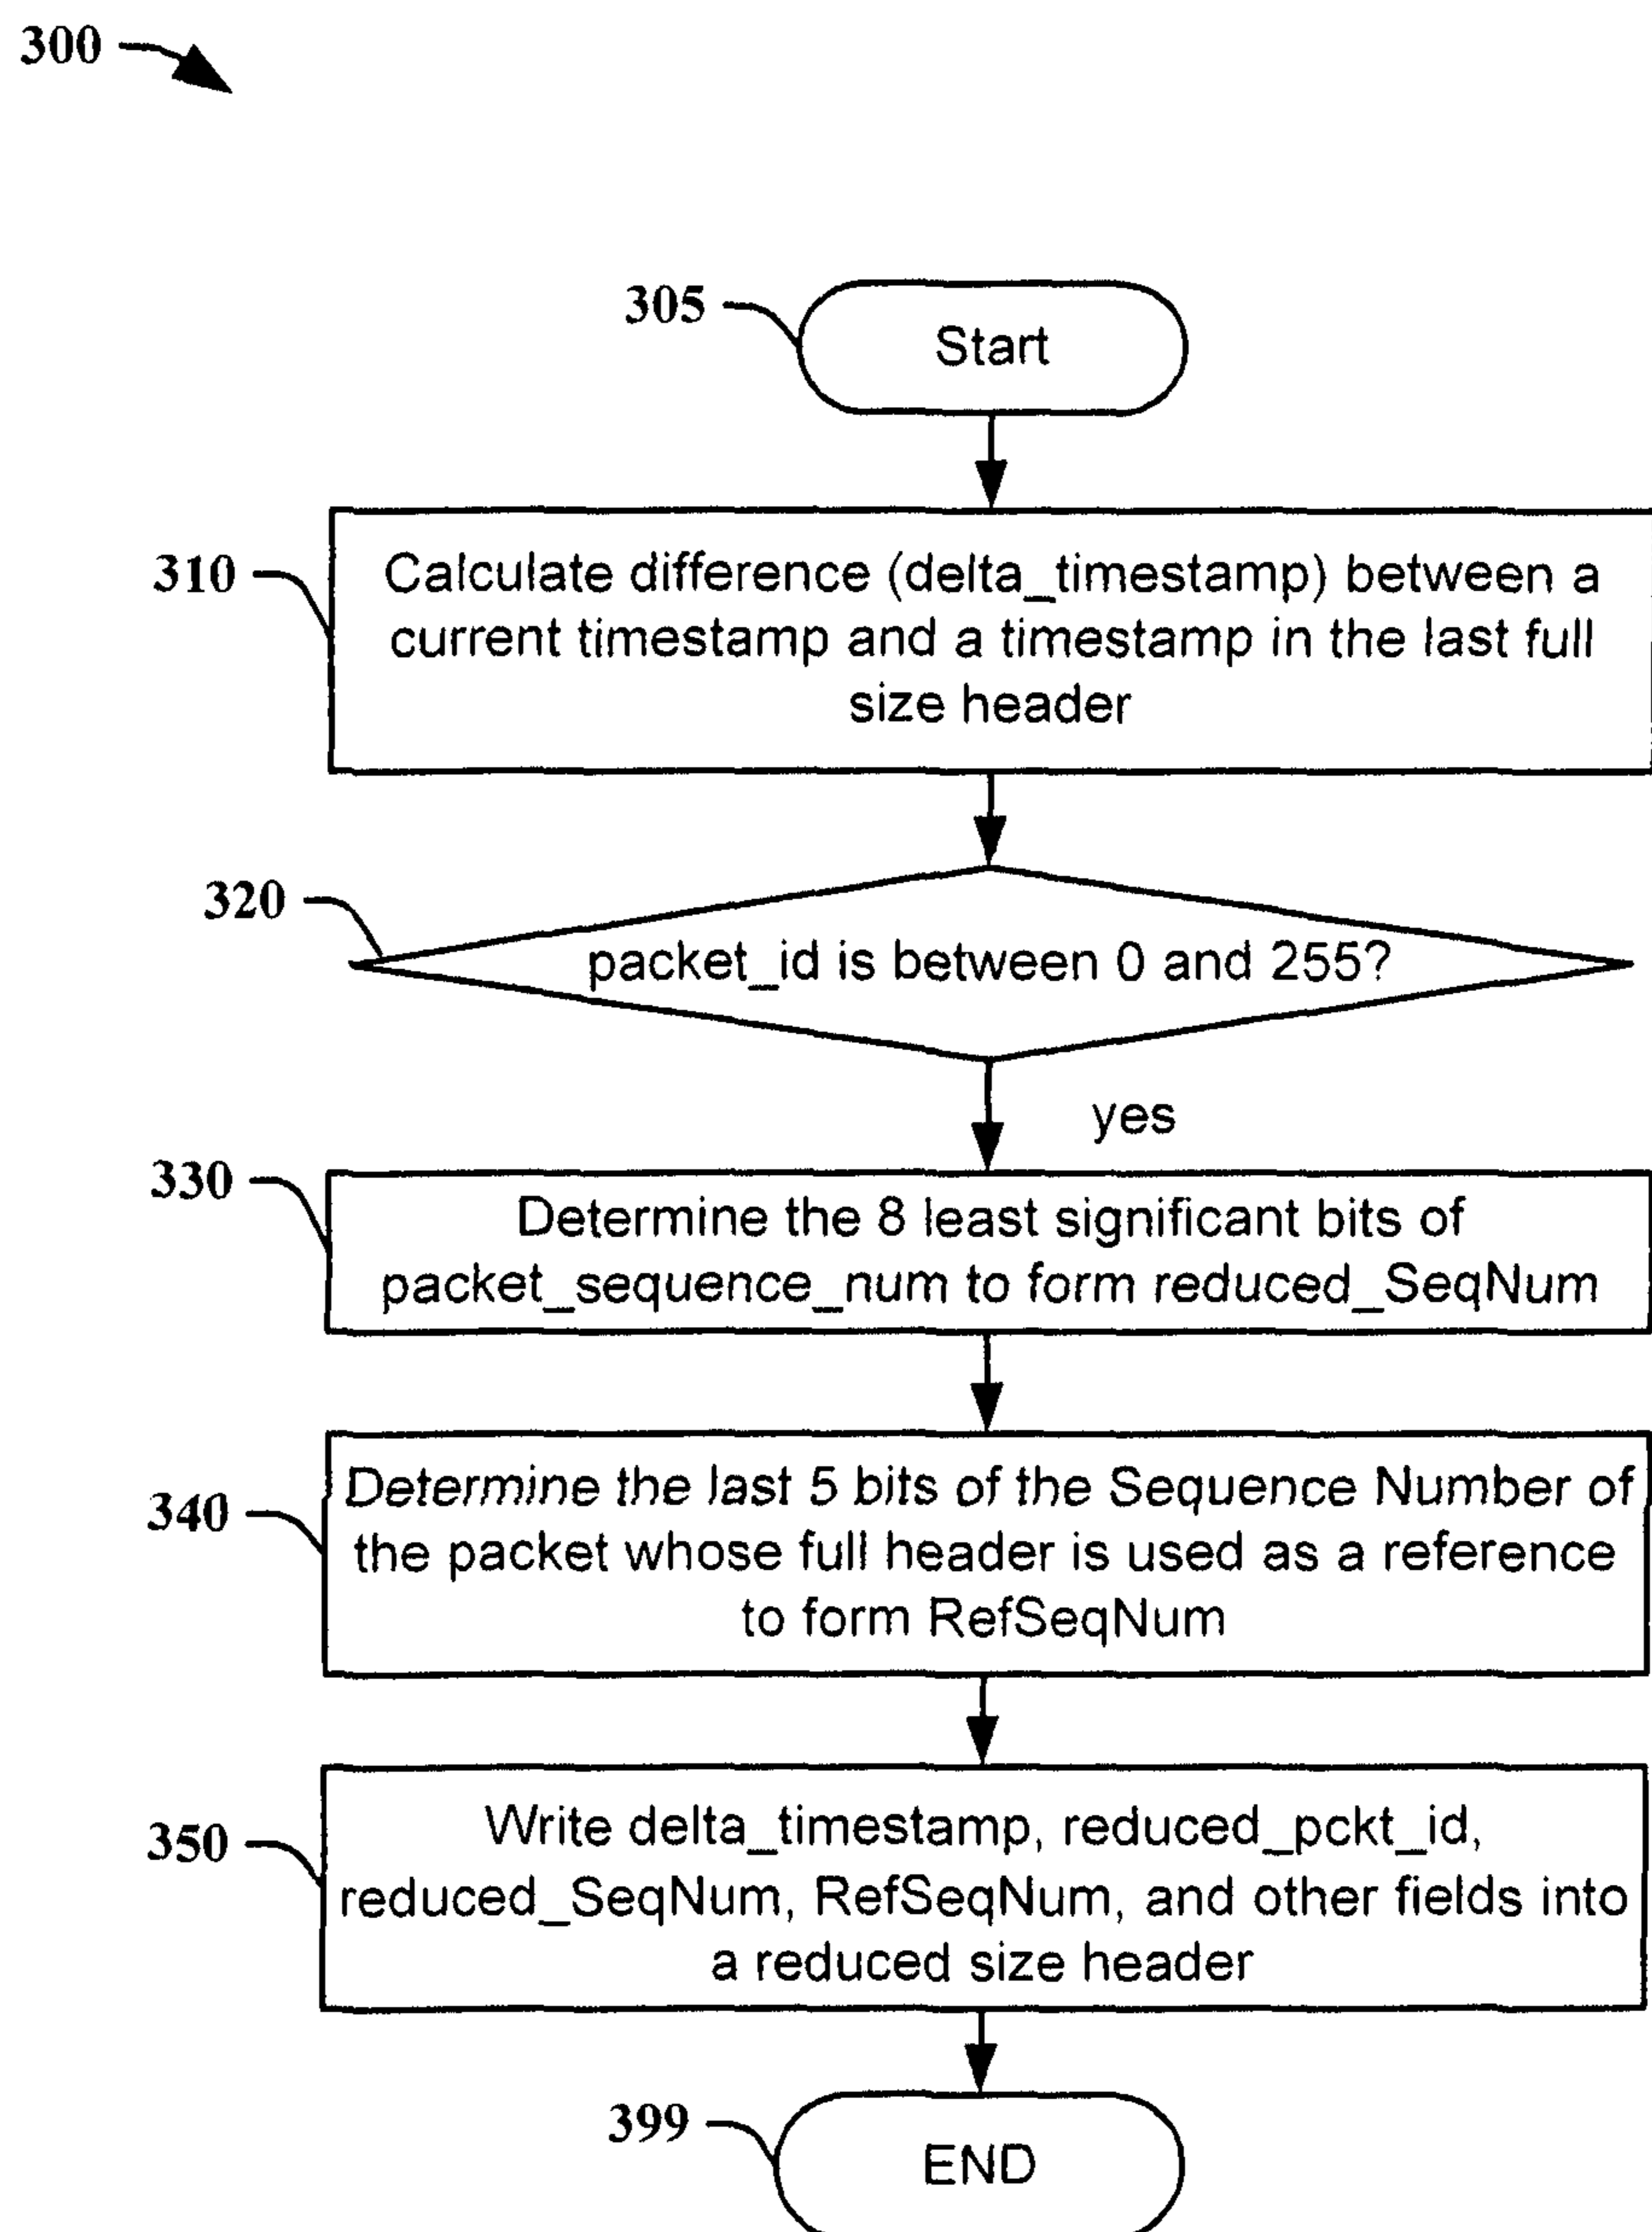 300
305
Start
310
Calculate difference (delta_timestamp) between a
current timestamp and a timestamp in the last full
size header
320
packet_id is between 0 and 255?
yes
330
Determine the 8 least significant bits of
packet_sequence_num to form reduced_SeqNum
340
Determine the last 5 bits of the Sequence Number of
the packet whose full header is used as a reference
to form RefSeqNum
350
Write delta_timestamp, reduced_pckt_id,
reduced_SeqNum, RefSeqNum, and other fields into
a reduced size header
399
END